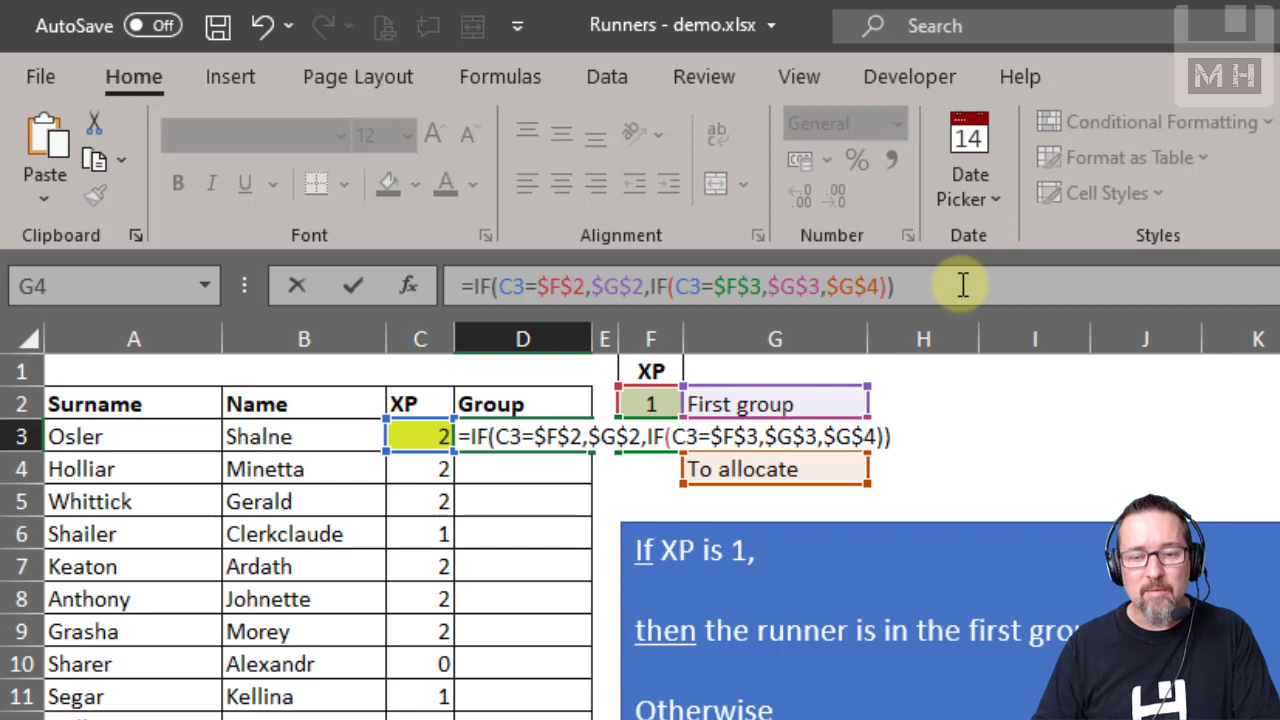 AutoSave Off Runners - demo.xlsx Search
MH
File Home Insert Page Layout Formulas Data Review View Developer Help
12 General Conditional Formatting
14 Format as Table
Paste Date Cell Styles
Picker
Clipboard Font Alignment Number Date Styles
G4 fx =IF(C3=$F$2,$G$2,IF(C3=$F$3,$G$3,$G$4))
A B C D E F G H I J K
1 XP
2 Surname Name XP Group 1 First group
3 Osler Shalne 2 =IF(C3=$F$2,$G$2,IF(C3=$F$3,$G$3,$G$4))
4 Holliar Minetta 2 To allocate
5 Whittick Gerald 2
6 Shailer Clerkclaude 1
If XP is 1,
7 Keaton Ardath 2
8 Anthony Johnette 2
9 Grasha Morey 2
then the runner is in the first grou
10 Sharer Alexandr 0
11 Segar Kellina 1
Otherwise